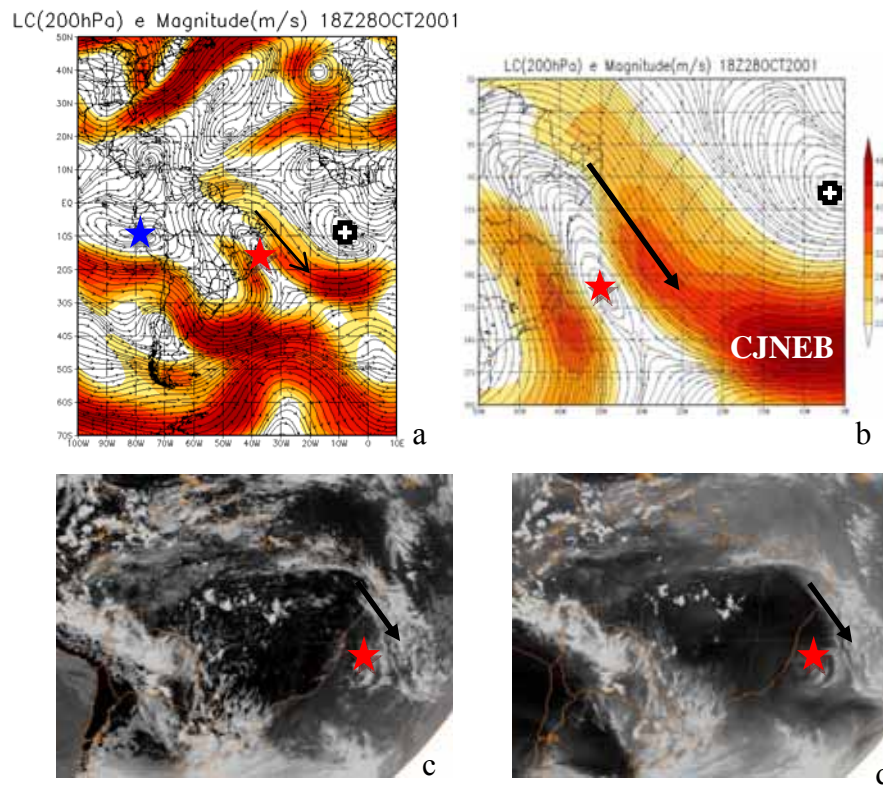 LC(200hPa) e Magnitude(m/s) 18Z28OCT2001
50N
40N
30N
20N
10N
EQ
10S
20S
30S
40S
50S
60S
70S
100W 90W 80W 70W 60W 50W 40W 30W 20W 10W 0 10E
a
LC(200hPa) e Magnitude(m/s) 18Z28OCT2001
CJNEB
b
c